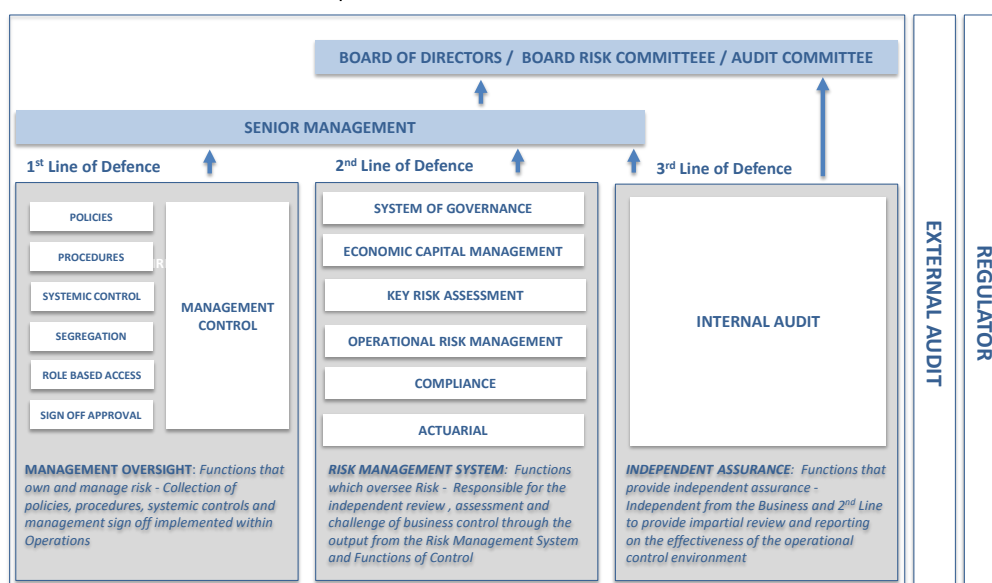 BOARD OF DIRECTORS / BOARD RISK COMMITTEEE / AUDIT COMMITTEE
SENIOR MANAGEMENT
1st Line of Defence
2nd Line of Defence
3rd Line of Defence
POLICIES
PROCEDURES
SYSTEMIC CONTROL
SEGREGATION
ROLE BASED ACCESS
SIGN OFF APPROVAL
MANAGEMENT
CONTROL
MANAGEMENT OVERSIGHT: Functions that
own and manage risk - Collection of
policies, procedures, systemic controls and
management sign off implemented within
Operations
SYSTEM OF GOVERNANCE
ECONOMIC CAPITAL MANAGEMENT
KEY RISK ASSESSMENT
OPERATIONAL RISK MANAGEMENT
COMPLIANCE
ACTUARIAL
RISK MANAGEMENT SYSTEM: Functions
which oversee Risk - Responsible for the
independent review , assessment and
challenge of business control through the
output from the Risk Management System
and Functions of Control
INTERNAL AUDIT
INDEPENDENT ASSURANCE: Functions that
provide independent assurance -
Independent from the Business and 2nd Line
to provide impartial review and reporting
on the effectiveness of the operational
control environment
EXTERNAL AUDIT
REGULATOR